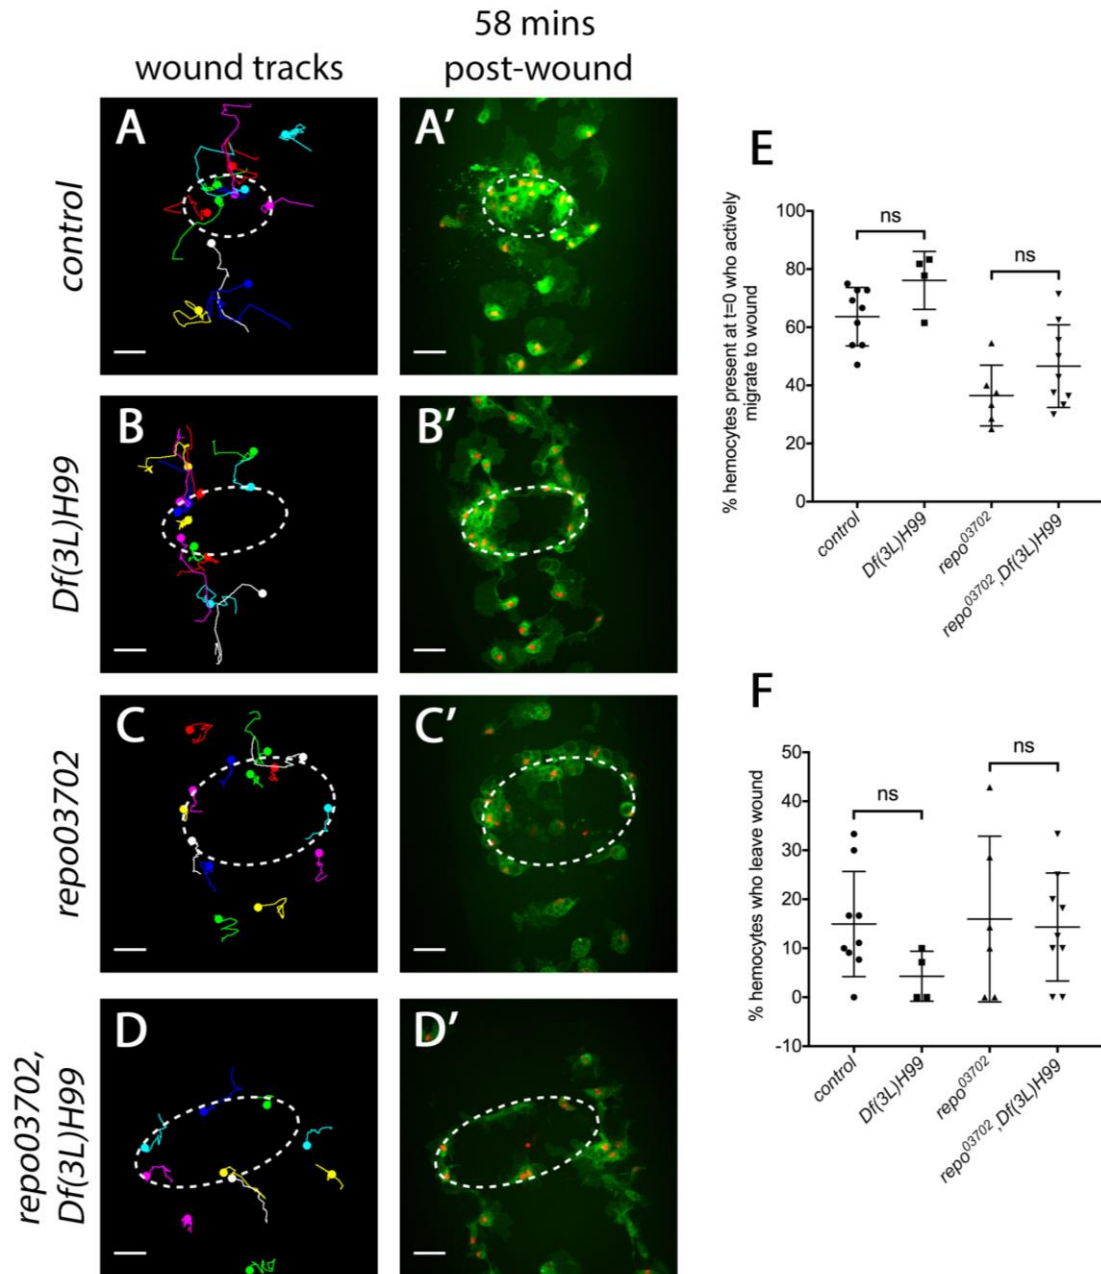 wound tracks
58 mins
post-wound
control
A
A'
Df(3L)H99
B
B'
repo03702
C
C'
repo03702,
Df(3L)H99
D
D'
E
% hemocytes present at t=0 who actively
migrate to wound
100
80
60
40
20
0
ns
ns
control
Df(3L)H99
repo03702
repo03702,Df(3L)H99
F
% hemocytes who leave wound
50
40
30
20
10
0
-10
ns
ns
control
Df(3L)H99
repo03702
repo03702,Df(3L)H99